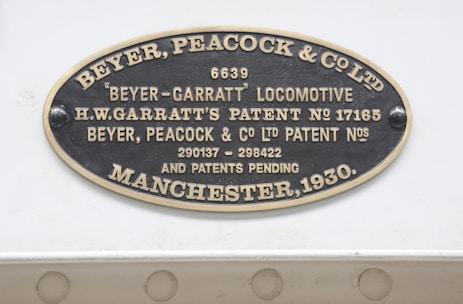 BEYER, PEACOCK & Co LTD
6639
"BEYER-GARRATT" LOCOMOTIVE
H.W.GARRATT'S PATENT No 17165
BEYER, PEACOCK & Co LTD PATENT Nos
290137 - 298422
AND PATENTS PENDING
MANCHESTER, 1930.